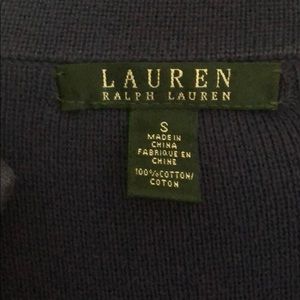 LAUREN
RALPH LAUREN
S
MADE IN
CHINA
FABRIQUE EN
CHINE
100%COTTON/
COTON